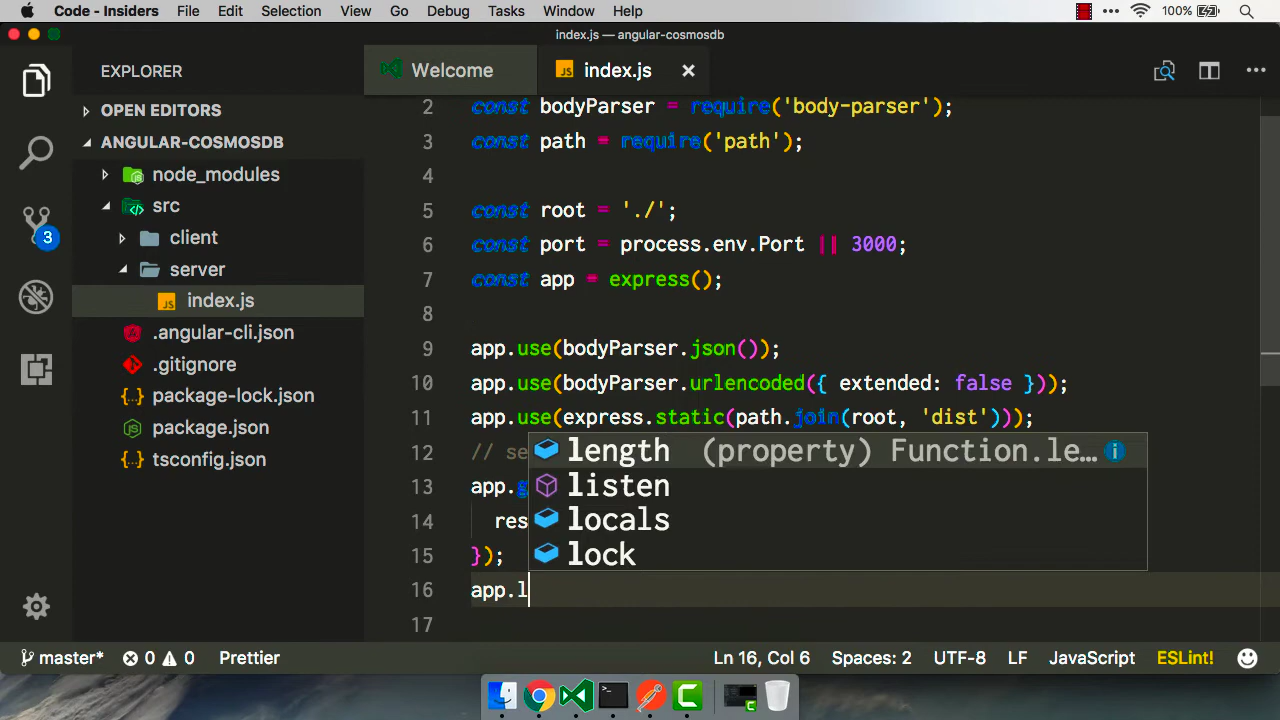 Code - Insiders File Edit Selection View Go Debug Tasks Window Help 100%
index.js — angular-cosmosdb
EXPLORER
OPEN EDITORS
ANGULAR-COSMOSDB
node_modules
src
client
server
index.js
.angular-cli.json
.gitignore
package-lock.json
package.json
tsconfig.json
3
Welcome
JS index.js ×
2 const bodyParser = require('body-parser');
3 const path = require('path');
4
5 const root = './';
6 const port = process.env.Port || 3000;
7 const app = express();
8
9 app.use(bodyParser.json());
10 app.use(bodyParser.urlencoded({ extended: false }));
11 app.use(express.static(path.join(root, 'dist')));
12 // se
13 app.g
14 res
15 });
16 app.l
17
length (property) Function.le…
listen
locals
lock
master* 0 0 Prettier Ln 16, Col 6 Spaces: 2 UTF-8 LF JavaScript ESLint!